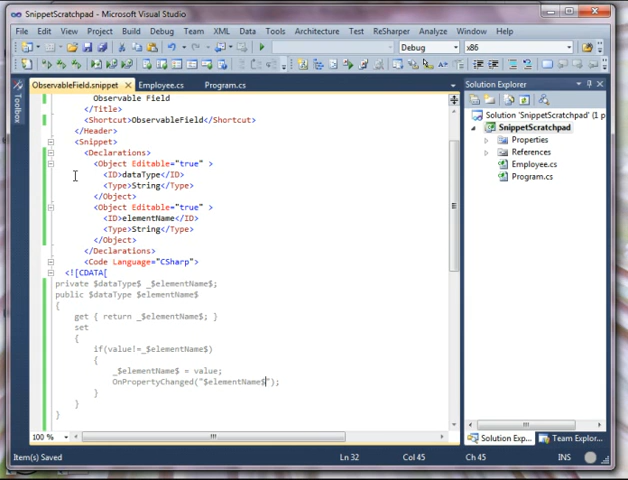 SnippetScratchpad - Microsoft Visual Studio
File Edit View Project Build Debug Team XML Data Tools Architecture Test ReSharper Analyze Window Help
Debug x86
Toolbox
ObservableField.snippet Employee.cs Program.cs
Observable Field
</Title>
<Shortcut>ObservableField</Shortcut>
</Header>
<Snippet>
<Declarations>
<Object Editable="true" >
<ID>dataType</ID>
<Type>String</Type>
</Object>
<Object Editable="true" >
<ID>elementName</ID>
<Type>String</Type>
</Object>
</Declarations>
<Code Language="CSharp">
<![CDATA[
private $dataType$ _$elementName$;
public $dataType $elementName$
{
get { return _$elementName$; }
set
{
if(value!=_$elementName$)
{
_$elementName$ = value;
OnPropertyChanged("$elementName$");
}
}
100 %
Solution Explorer
Solution 'SnippetScratchpad' (1 p
SnippetScratchpad
Properties
References
Employee.cs
Program.cs
Solution Exp... Team Explor...
Item(s) Saved Ln 32 Col 45 Ch 45 INS